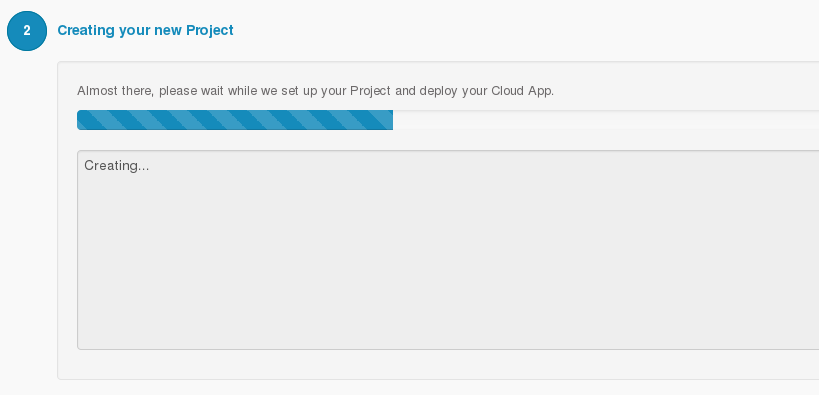 2
Creating your new Project
Almost there, please wait while we set up your Project and deploy your Cloud App.
Creating...